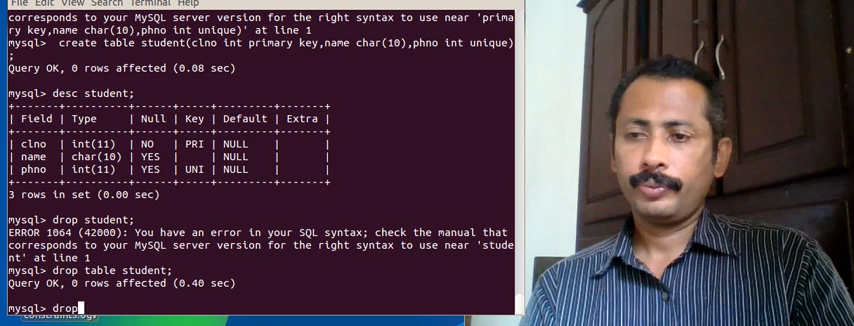 File Edit View Search Terminal Help
corresponds to your MySQL server version for the right syntax to use near 'prima
ry key,name char(10),phno int unique)' at line 1
mysql>  create table student(clno int primary key,name char(10),phno int unique)
;
Query OK, 0 rows affected (0.08 sec)
mysql> desc student;
+-------+----------+------+-----+---------+-------+
| Field | Type     | Null | Key | Default | Extra |
+-------+----------+------+-----+---------+-------+
| clno  | int(11)  | NO   | PRI | NULL    |       |
| name  | char(10) | YES  |     | NULL    |       |
| phno  | int(11)  | YES  | UNI | NULL    |       |
+-------+----------+------+-----+---------+-------+
3 rows in set (0.00 sec)
mysql> drop student;
ERROR 1064 (42000): You have an error in your SQL syntax; check the manual that
corresponds to your MySQL server version for the right syntax to use near 'stude
nt' at line 1
mysql> drop table student;
Query OK, 0 rows affected (0.40 sec)
mysql> drop
constraints.ogv